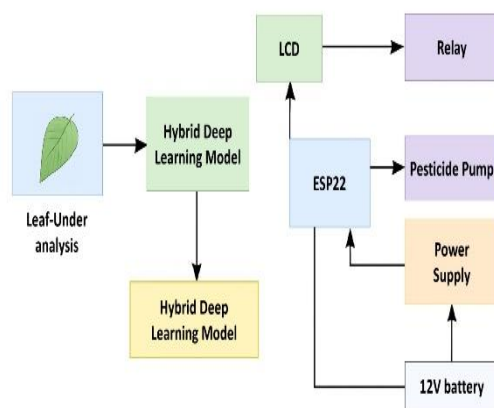 LCD
Relay
Hybrid Deep
Learning Model
Leaf-Under
analysis
ESP22
Pesticide Pump
Power
Supply
Hybrid Deep
Learning Model
12V battery